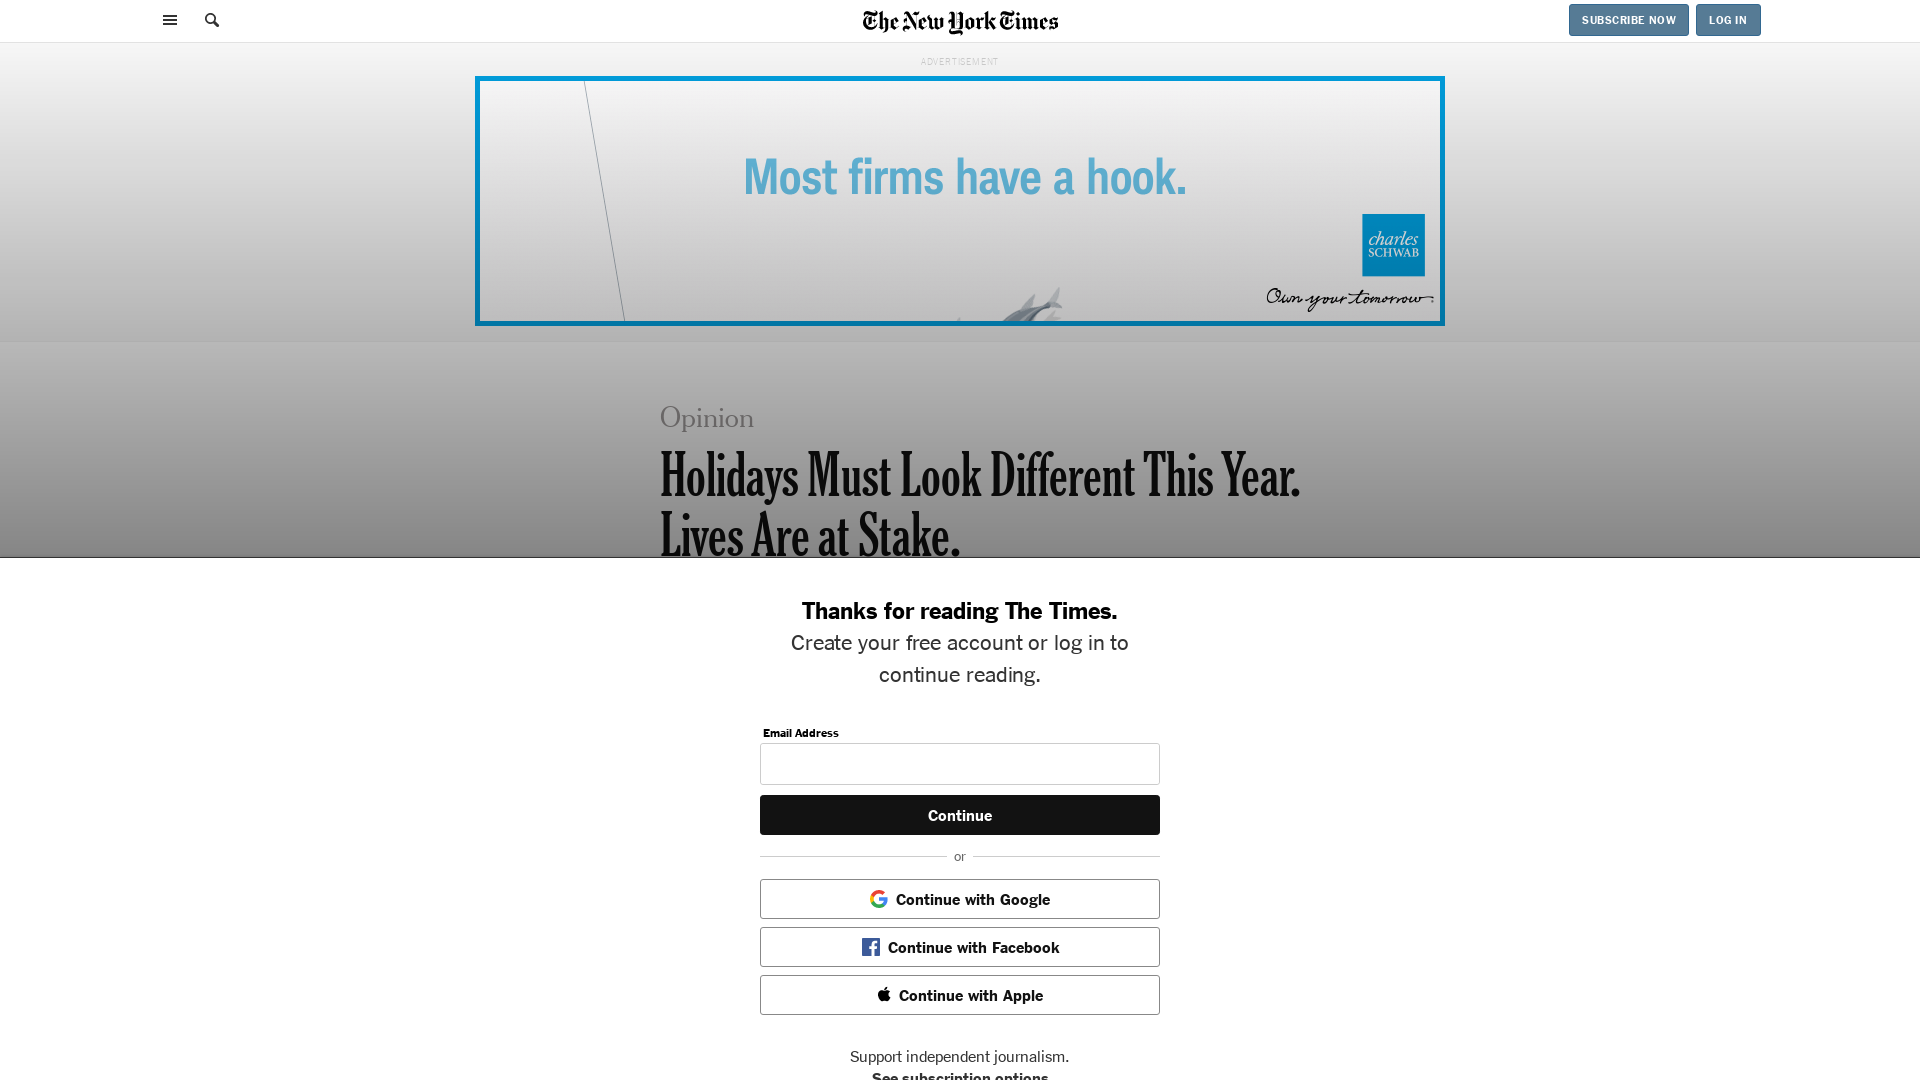 The New York Times
SUBSCRIBE NOW
LOG IN
ADVERTISEMENT
Most firms have a hook.
charles
SCHWAB
Own your tomorrow
Opinion
Holidays Must Look Different This Year.
Lives Are at Stake.
Thanks for reading The Times.
Create your free account or log in to
continue reading.
Email Address
Continue
or
Continue with Google
Continue with Facebook
Continue with Apple
Support independent journalism.
See subscription options